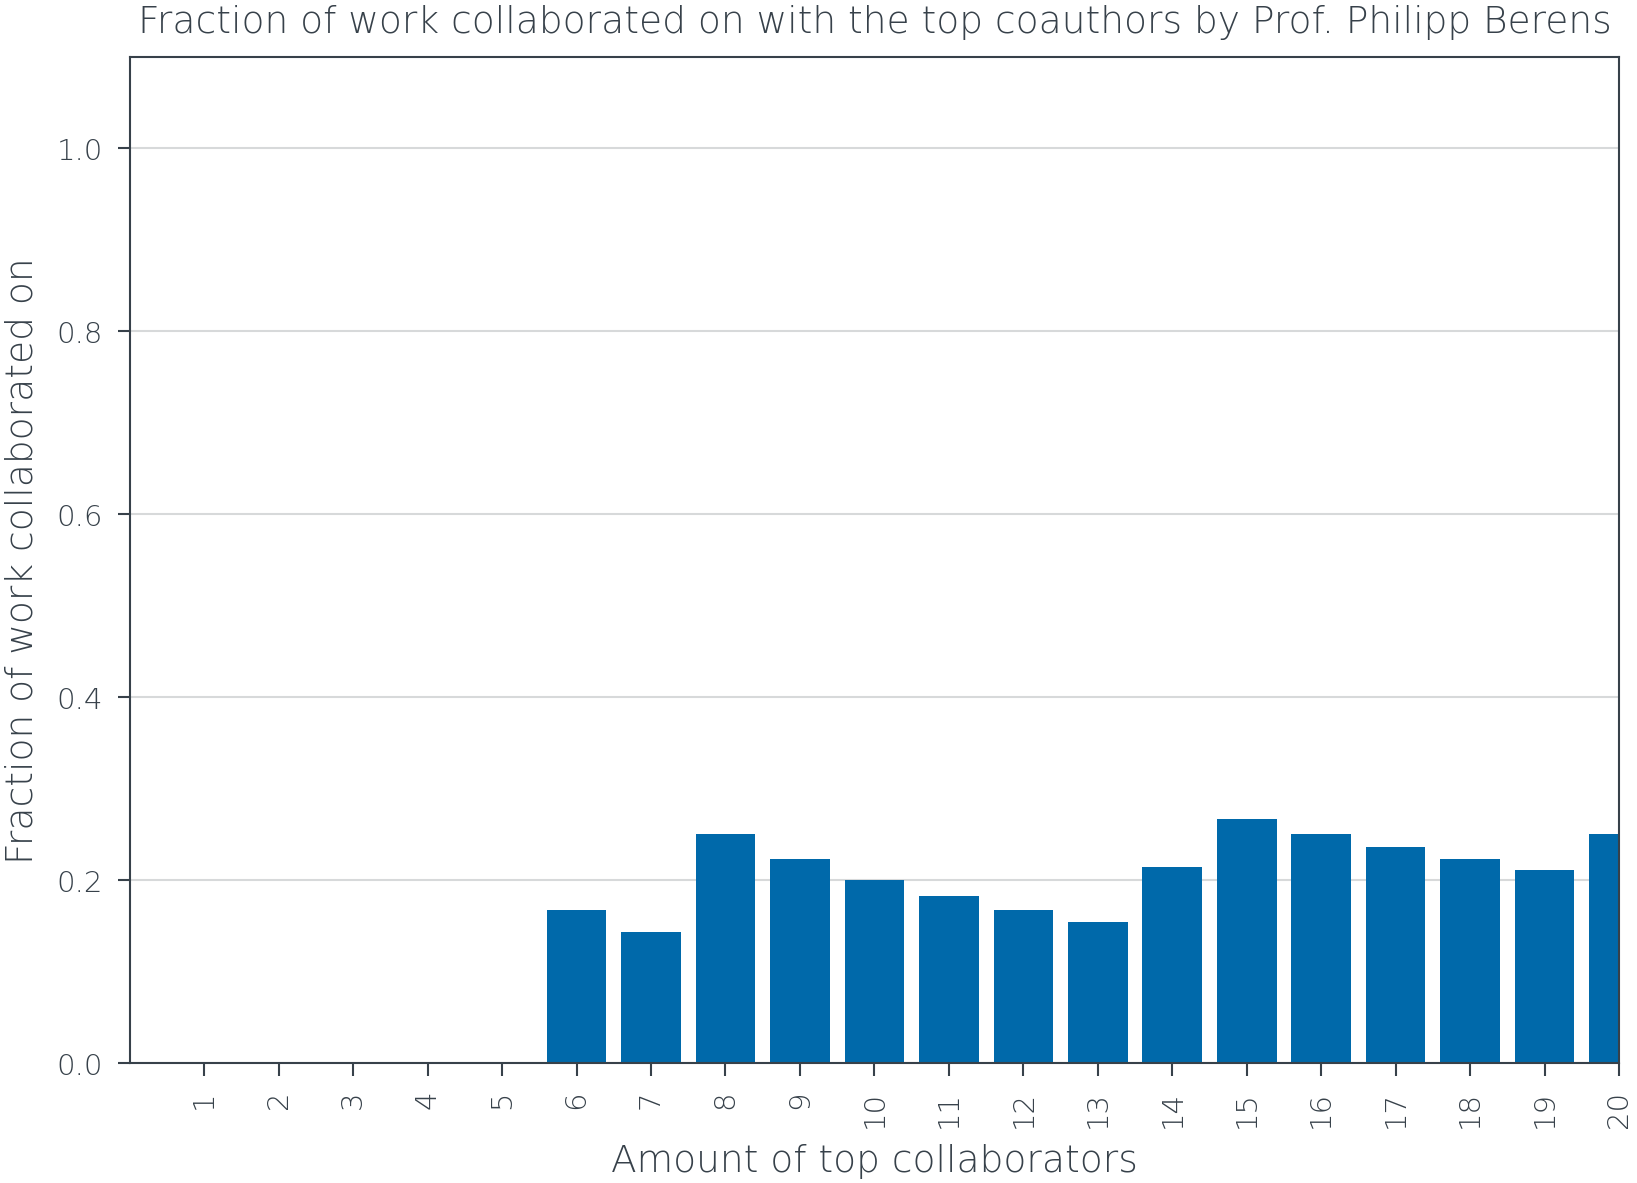 Fraction of work collaborated on with the top coauthors by Prof. Philipp Berens
Fraction of work collaborated on
1.0
0.8
0.6
0.4
0.2
0.0
1 2 3 4 5 6 7 8 9 10 11 12 13 14 15 16 17 18 19 20
Amount of top collaborators